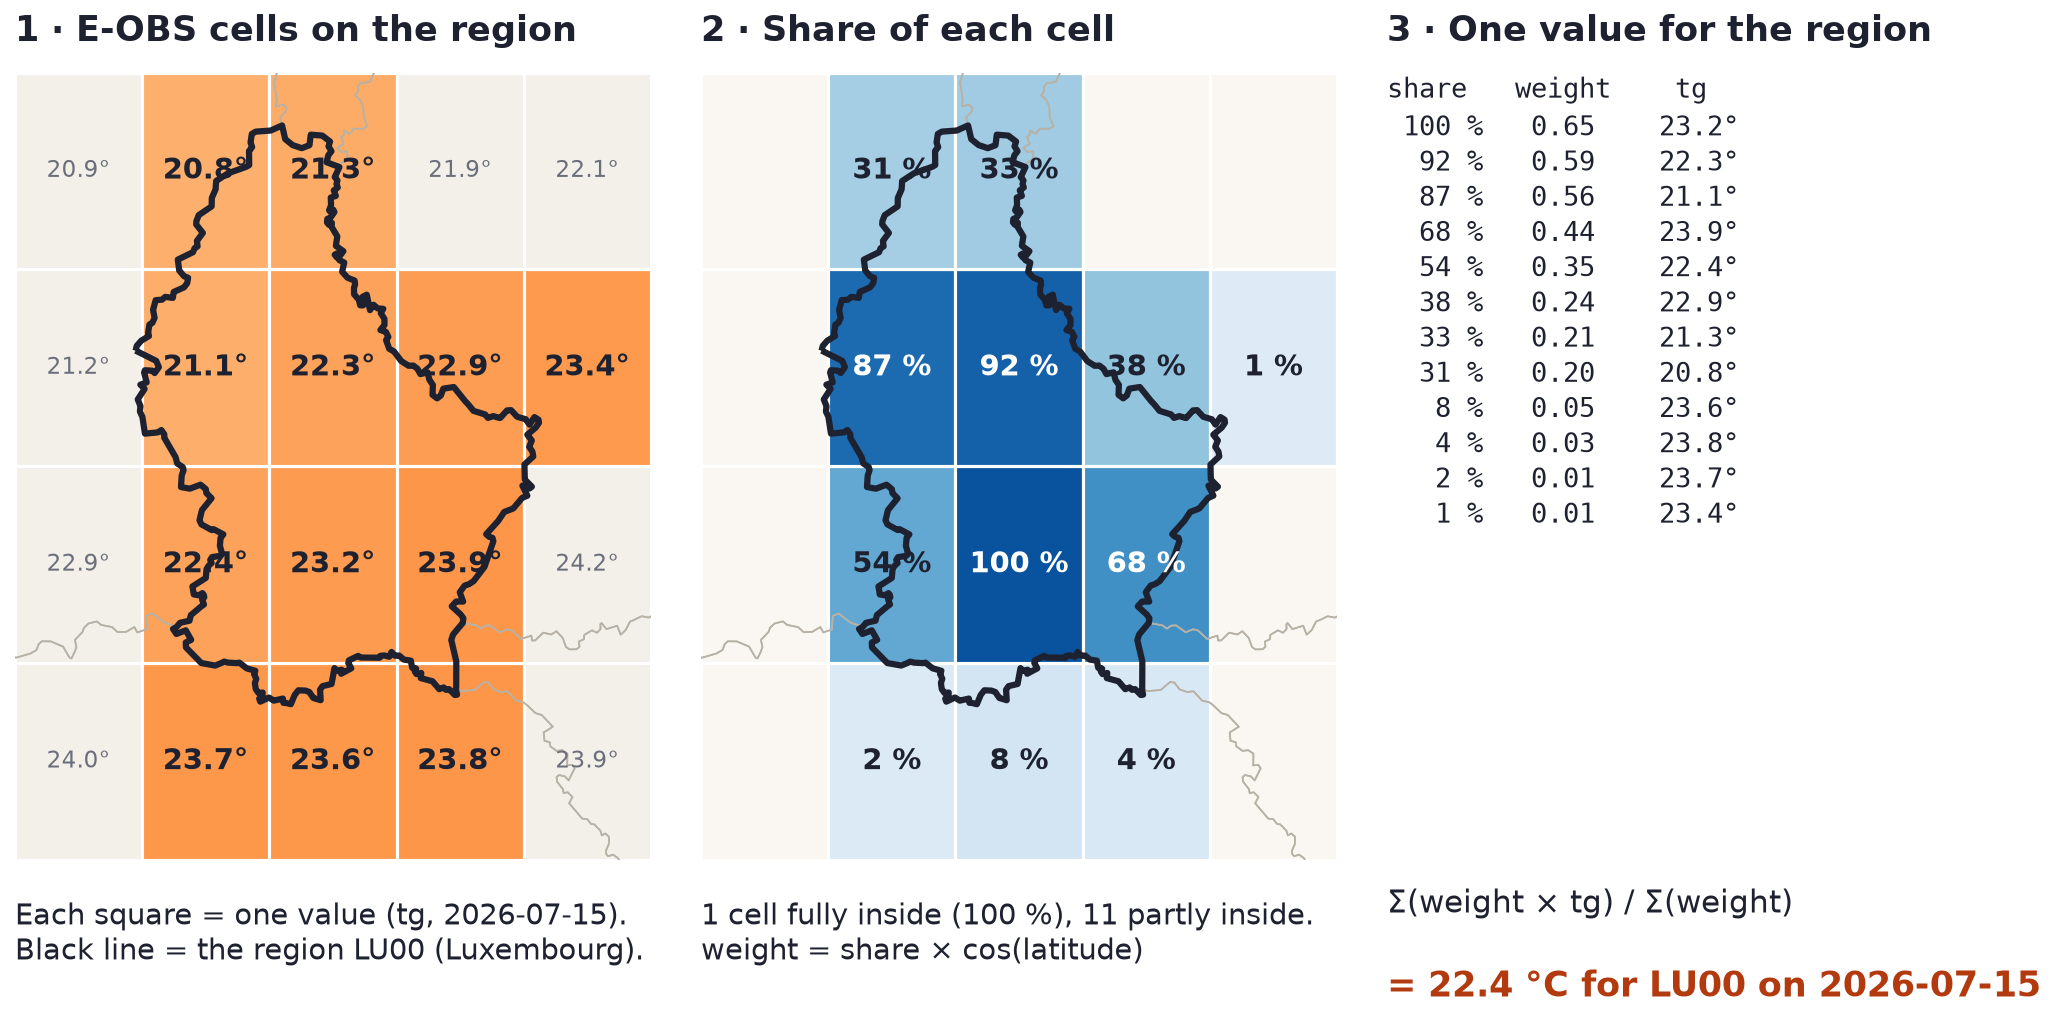 1 · E-OBS cells on the region
20.9° 20.8° 21.3° 21.9° 22.1°
21.2° 21.1° 22.3° 22.9° 23.4°
22.9° 22.4° 23.2° 23.9° 24.2°
24.0° 23.7° 23.6° 23.8° 23.9°
Each square = one value (tg, 2026-07-15).
Black line = the region LU00 (Luxembourg).
2 · Share of each cell
31 % 33 %
87 % 92 % 38 % 1 %
54 % 100 % 68 %
2 % 8 % 4 %
1 cell fully inside (100 %), 11 partly inside.
weight = share × cos(latitude)
3 · One value for the region
share weight tg
100 % 0.65 23.2°
92 % 0.59 22.3°
87 % 0.56 21.1°
68 % 0.44 23.9°
54 % 0.35 22.4°
38 % 0.24 22.9°
33 % 0.21 21.3°
31 % 0.20 20.8°
8 % 0.05 23.6°
4 % 0.03 23.8°
2 % 0.01 23.7°
1 % 0.01 23.4°
Σ(weight × tg) / Σ(weight)
= 22.4 °C for LU00 on 2026-07-15